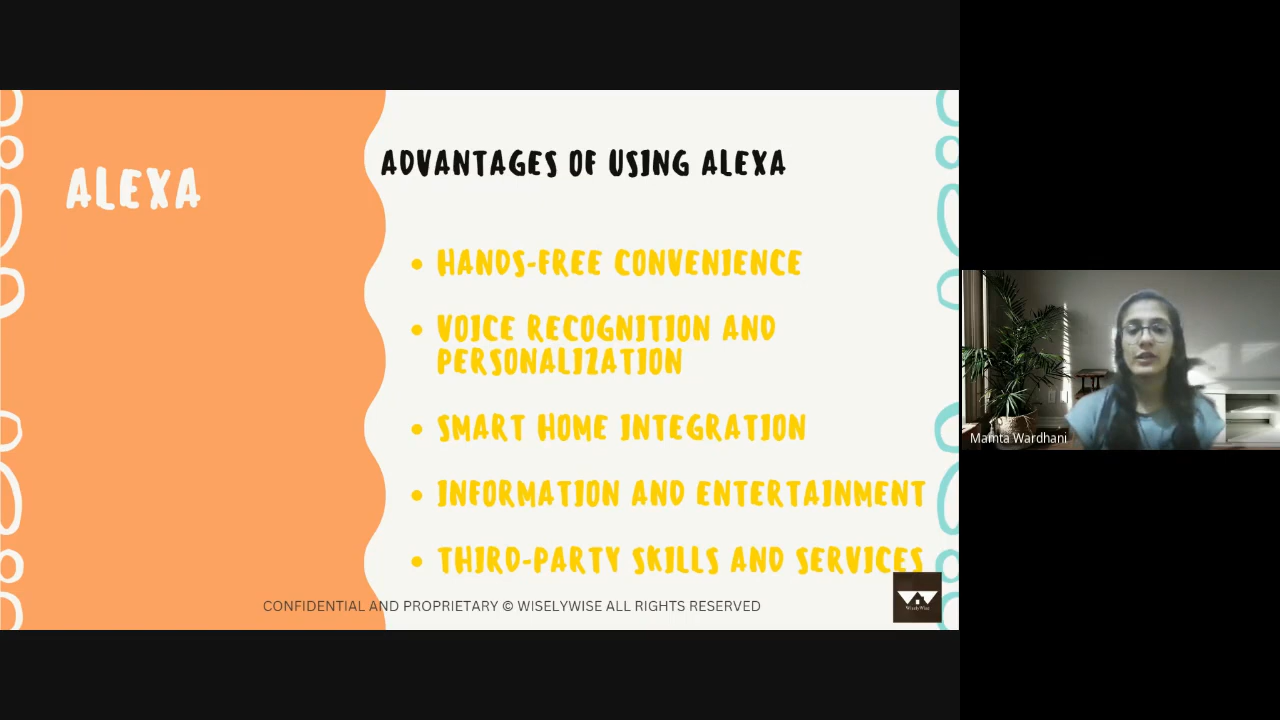 ALEXA
ADVANTAGES OF USING ALEXA
• HANDS-FREE CONVENIENCE
• VOICE RECOGNITION AND
PERSONALIZATION
• SMART HOME INTEGRATION
• INFORMATION AND ENTERTAINMENT
• THIRD-PARTY SKILLS AND SERVICES
CONFIDENTIAL AND PROPRIETARY © WISELYWISE ALL RIGHTS RESERVED
WiselyWise
Mamta Wardhani